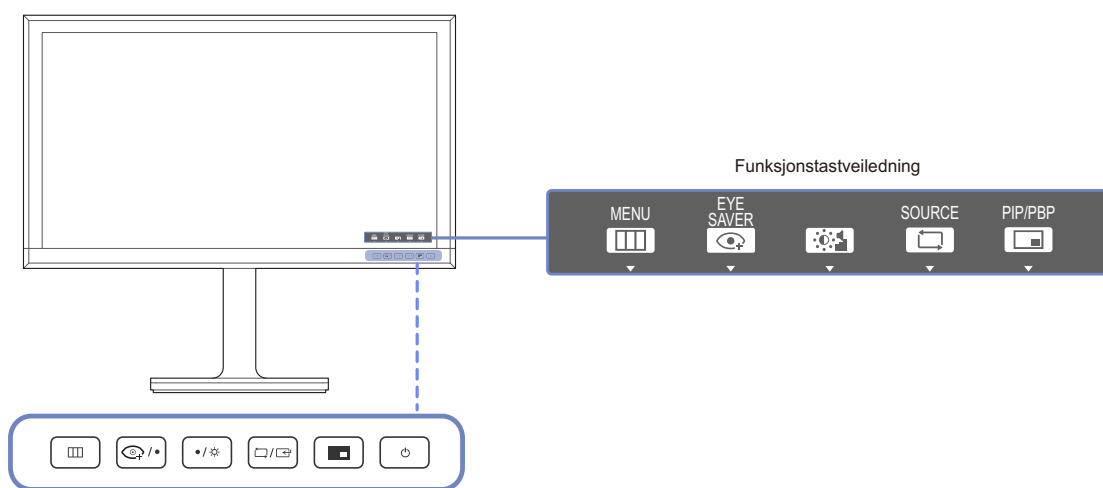 Funksjonstastveiledning
MENU
EYE
SAVER
SOURCE
PIP/PBP